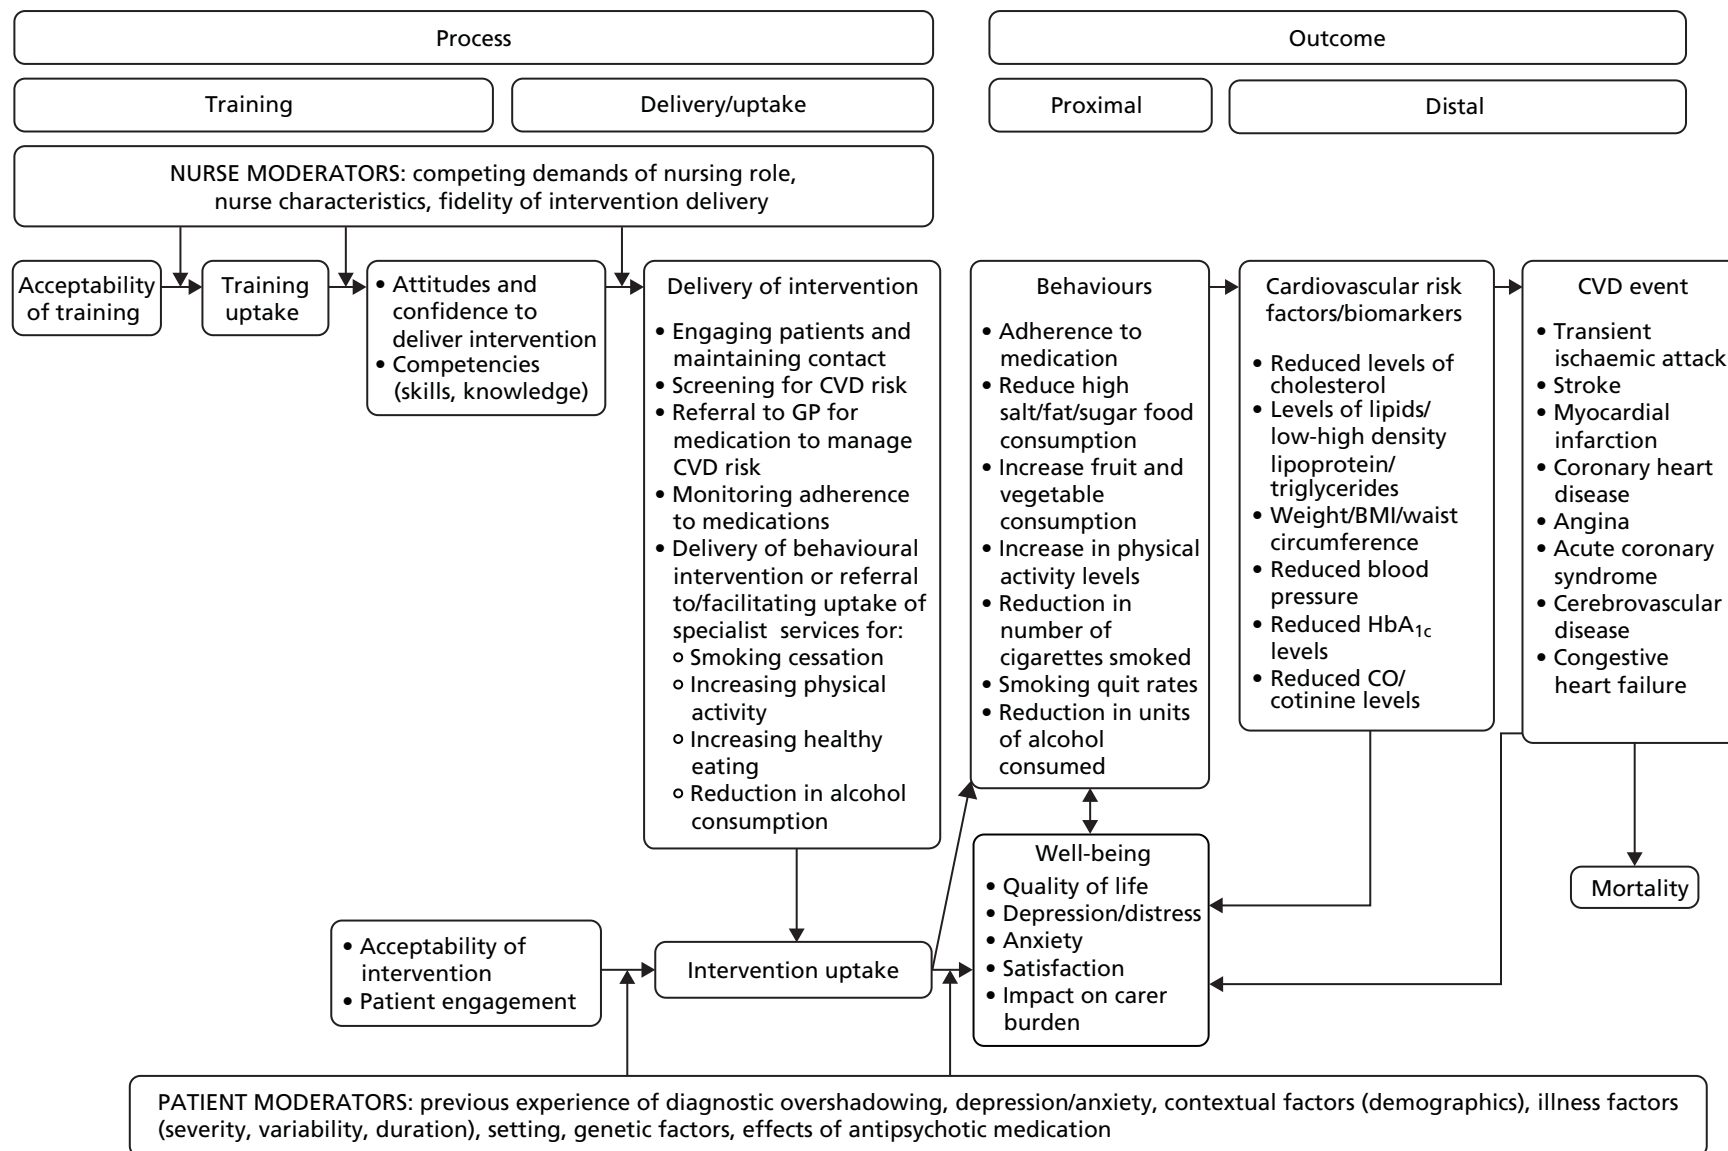 Process
Outcome
Training
Delivery/uptake
Proximal
Distal
NURSE MODERATORS: competing demands of nursing role,
nurse characteristics, fidelity of intervention delivery
Acceptability
of training
Training
uptake
• Attitudes and
confidence to
deliver intervention
• Competencies
(skills, knowledge)
Delivery of intervention
• Engaging patients and
maintaining contact
• Screening for CVD risk
• Referral to GP for
medication to manage
CVD risk
• Monitoring adherence
to medications
• Delivery of behavioural
intervention or referral
to/facilitating uptake of
specialist services for:
o Smoking cessation
o Increasing physical
activity
o Increasing healthy
eating
o Reduction in alcohol
consumption
Behaviours
• Adherence to
medication
• Reduce high
salt/fat/sugar food
consumption
• Increase fruit and
vegetable
consumption
• Increase in physical
activity levels
• Reduction in
number of
cigarettes smoked
• Smoking quit rates
• Reduction in units
of alcohol
consumed
Cardiovascular risk
factors/biomarkers
• Reduced levels of
cholesterol
• Levels of lipids/
low-high density
lipoprotein/
triglycerides
• Weight/BMI/waist
circumference
• Reduced blood
pressure
• Reduced HbA1c
levels
• Reduced CO/
cotinine levels
CVD event
• Transient
ischaemic attack
• Stroke
• Myocardial
infarction
• Coronary heart
disease
• Angina
• Acute coronary
syndrome
• Cerebrovascular
disease
• Congestive
heart failure
Well-being
• Quality of life
• Depression/distress
• Anxiety
• Satisfaction
• Impact on carer
burden
Mortality
• Acceptability of
intervention
• Patient engagement
Intervention uptake
PATIENT MODERATORS: previous experience of diagnostic overshadowing, depression/anxiety, contextual factors (demographics), illness factors
(severity, variability, duration), setting, genetic factors, effects of antipsychotic medication